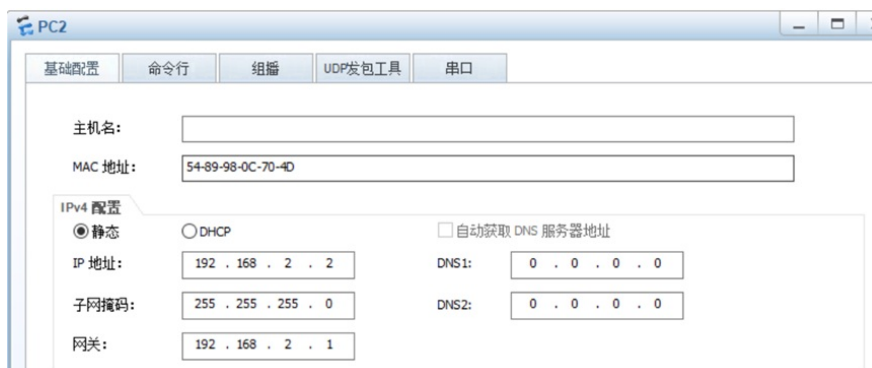 PC2
基础配置 命令行 组播 UDP发包工具 串口
主机名:
MAC 地址: 54-89-98-0C-70-4D
IPv4 配置
静态 DHCP 自动获取 DNS 服务器地址
IP 地址: 192 . 168 . 2 . 2 DNS1: 0 . 0 . 0 . 0
子网掩码: 255 . 255 . 255 . 0 DNS2: 0 . 0 . 0 . 0
网关: 192 . 168 . 2 . 1